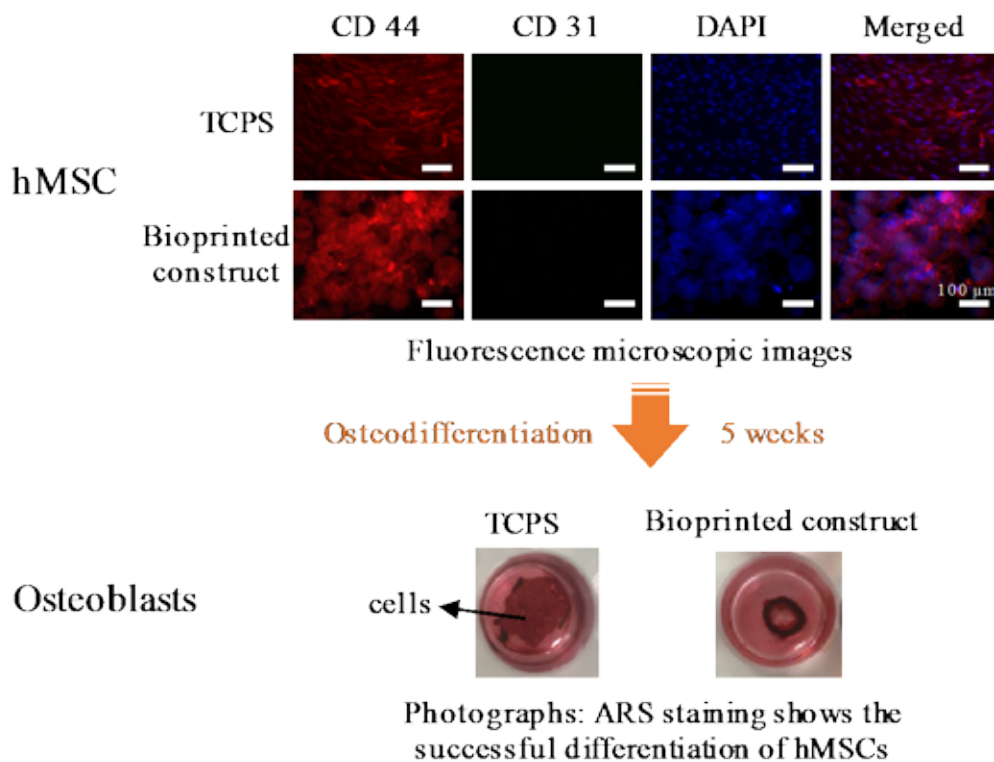 CD 44 CD 31 DAPI Merged
TCPS
hMSC
Bioprinted
construct
100 μm
Fluorescence microscopic images
Osteodifferentiation 5 weeks
TCPS Bioprinted construct
Osteoblasts
cells
Photographs: ARS staining shows the
successful differentiation of hMSCs